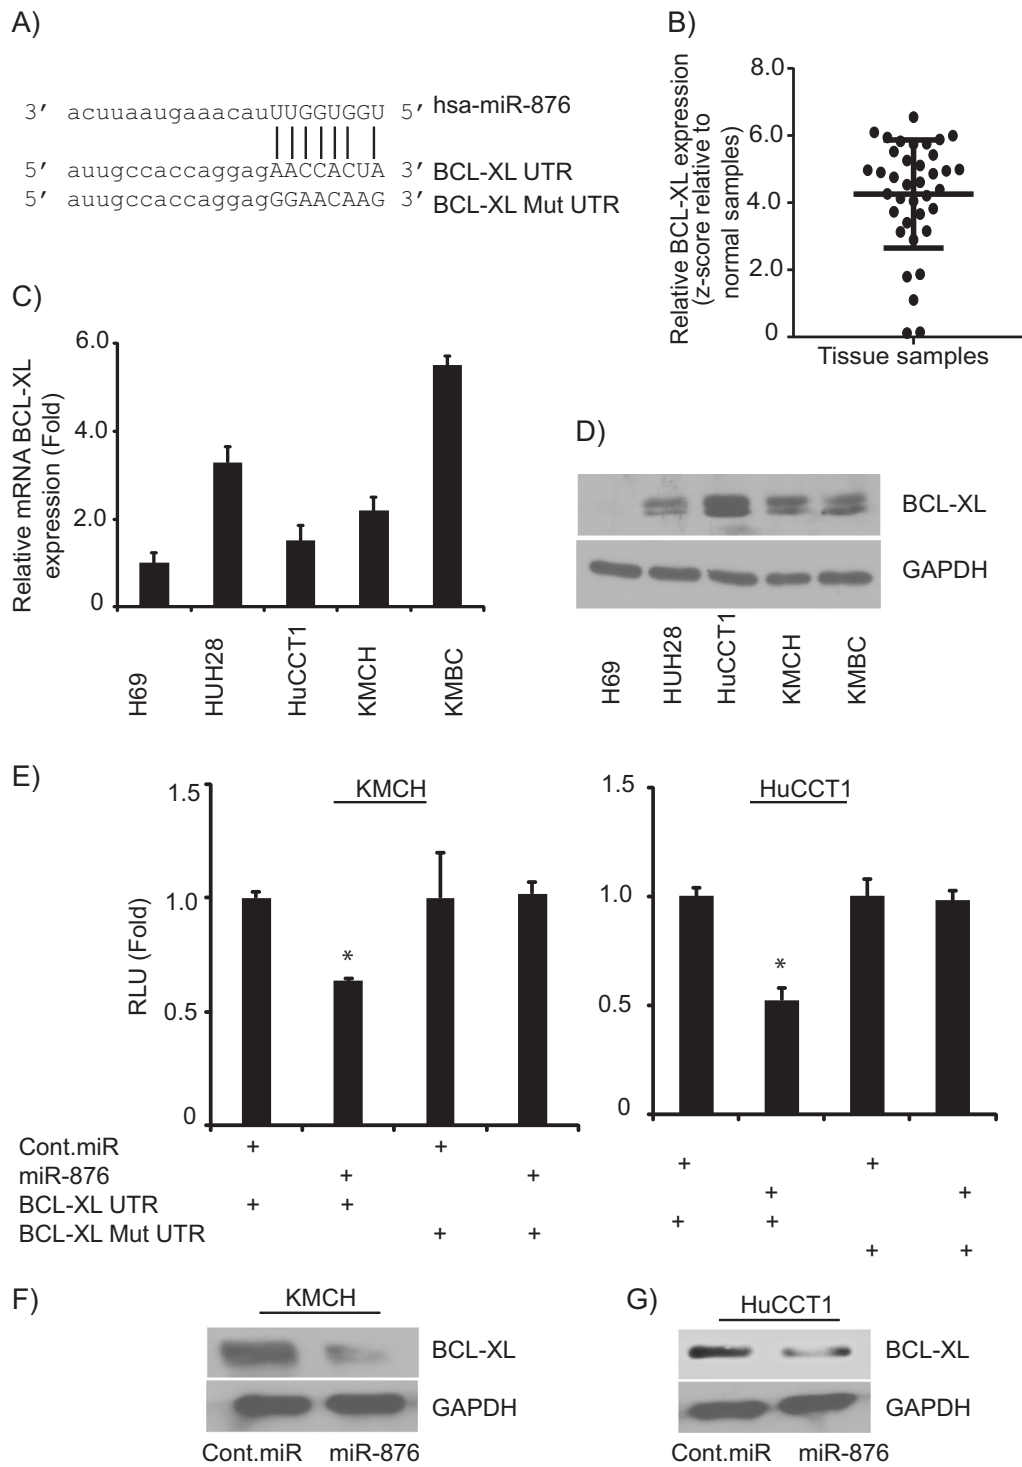 A)
3' acuuaaugaaacauUUGGUGGU 5' hsa-miR-876
5' auugccaccaggagAACCACUA 3' BCL-XL UTR
5' auugccaccaggagGGAACAAG 3' BCL-XL Mut UTR
B)
Relative BCL-XL expression
(z-score relative to
normal samples)
8.0
6.0
4.0
2.0
0
Tissue samples
C)
Relative mRNA BCL-XL
expression (Fold)
6.0
4.0
2.0
0
H69
HUH28
HuCCT1
KMCH
KMBC
D)
BCL-XL
GAPDH
H69
HUH28
HuCCT1
KMCH
KMBC
E)
KMCH
RLU (Fold)
1.5
1.0
0.5
0
HuCCT1
1.5
1.0
0.5
0
Cont.miR + + + +
miR-876 + + + +
BCL-XL UTR + + + +
BCL-XL Mut UTR + + + +
F)
KMCH
BCL-XL
GAPDH
Cont.miR miR-876
G)
HuCCT1
BCL-XL
GAPDH
Cont.miR miR-876